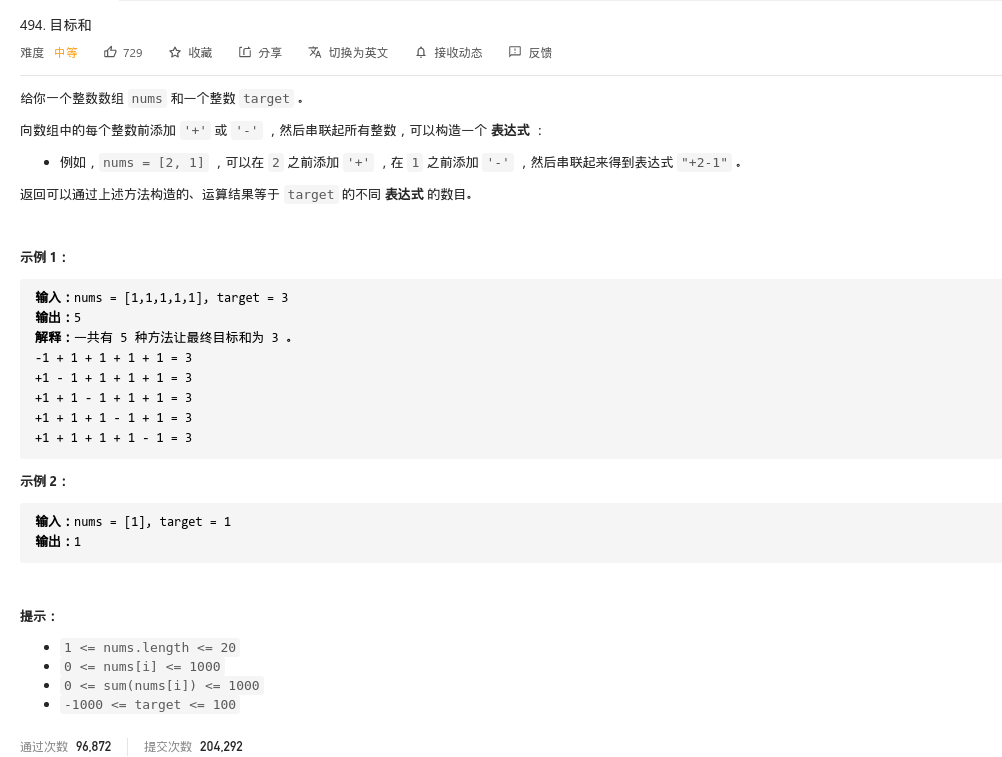 494. 目标和
难度 中等 729 收藏 分享 切换为英文 接收动态 反馈
给你一个整数数组 nums 和一个整数 target 。
向数组中的每个整数前添加 '+' 或 '-' ，然后串联起所有整数，可以构造一个 表达式 ：
例如，nums = [2, 1] ，可以在 2 之前添加 '+' ，在 1 之前添加 '-' ，然后串联起来得到表达式 "+2-1" 。
返回可以通过上述方法构造的、运算结果等于 target 的不同 表达式 的数目。
示例 1：
输入：nums = [1,1,1,1,1], target = 3
输出：5
解释：一共有 5 种方法让最终目标和为 3 。
-1 + 1 + 1 + 1 + 1 = 3
+1 - 1 + 1 + 1 + 1 = 3
+1 + 1 - 1 + 1 + 1 = 3
+1 + 1 + 1 - 1 + 1 = 3
+1 + 1 + 1 + 1 - 1 = 3
示例 2：
输入：nums = [1], target = 1
输出：1
提示：
1 <= nums.length <= 20
0 <= nums[i] <= 1000
0 <= sum(nums[i]) <= 1000
-1000 <= target <= 100
通过次数 96,872 提交次数 204,292